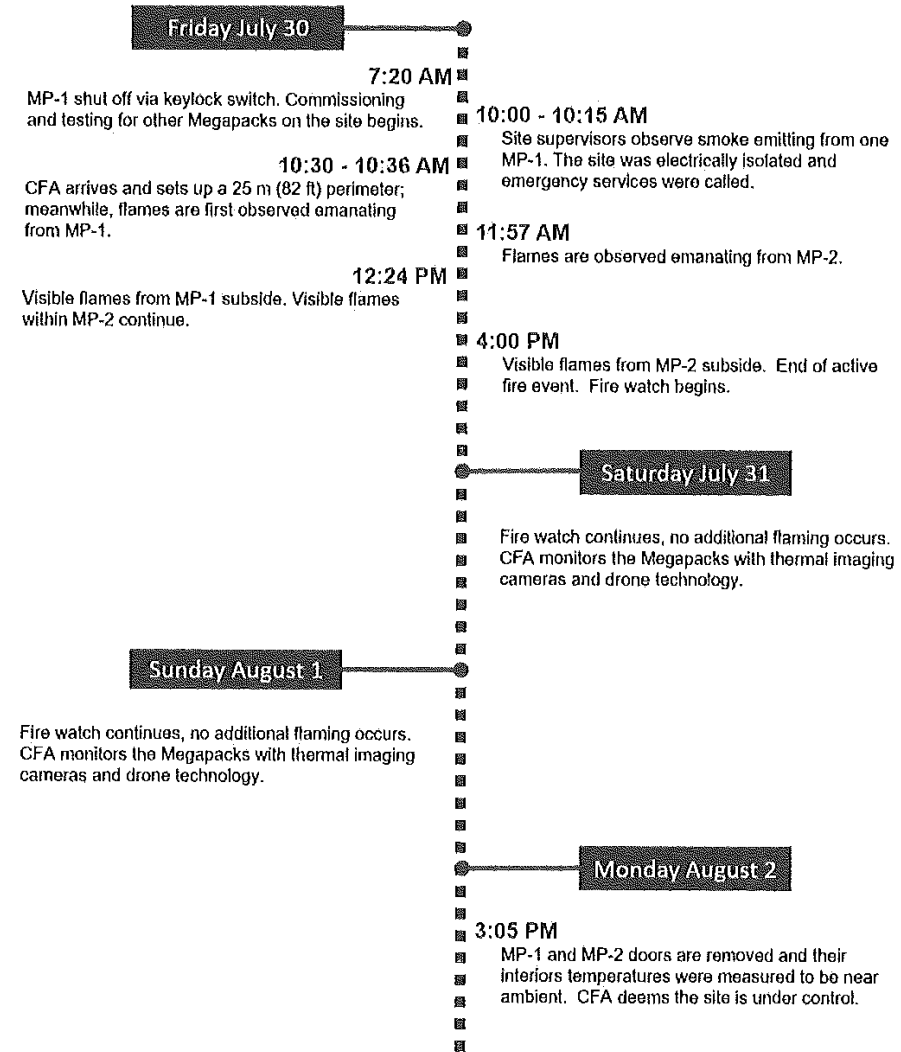 Friday July 30
7:20 AM
MP-1 shut off via keylock switch. Commissioning
and testing for other Megapacks on the site begins.
10:00 - 10:15 AM
Site supervisors observe smoke emitting from one
MP-1. The site was electrically isolated and
emergency services were called.
10:30 - 10:36 AM
CFA arrives and sets up a 25 m (82 ft) perimeter;
meanwhile, flames are first observed emanating
from MP-1.
11:57 AM
Flames are observed emanating from MP-2.
12:24 PM
Visible flames from MP-1 subside. Visible flames
within MP-2 continue.
4:00 PM
Visible flames from MP-2 subside. End of active
fire event. Fire watch begins.
Saturday July 31
Fire watch continues, no additional flaming occurs.
CFA monitors the Megapacks with thermal imaging
cameras and drone technology.
Sunday August 1
Fire watch continues, no additional flaming occurs.
CFA monitors the Megapacks with thermal imaging
cameras and drone technology.
Monday August 2
3:05 PM
MP-1 and MP-2 doors are removed and their
interiors temperatures were measured to be near
ambient. CFA deems the site is under control.